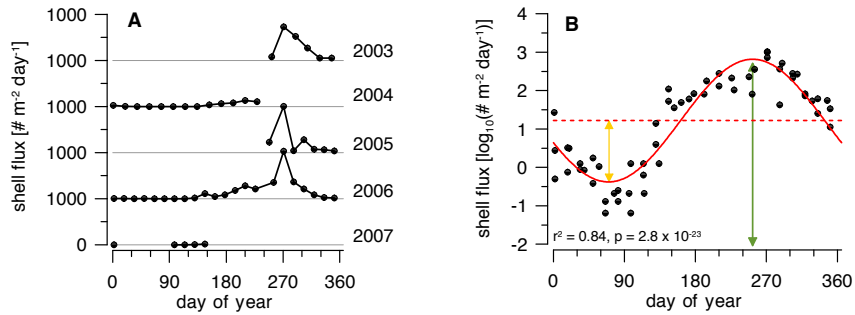 A
1000
1000
1000
1000
1000
0
shell flux [# m-2 day-1]
2003
2004
2005
2006
2007
0 90 180 270 360
day of year
B
4
3
2
1
0
-1
-2
shell flux [log10(# m-2 day-1)]
r2 = 0.84, p = 2.8 x 10-23
0 90 180 270 360
day of year